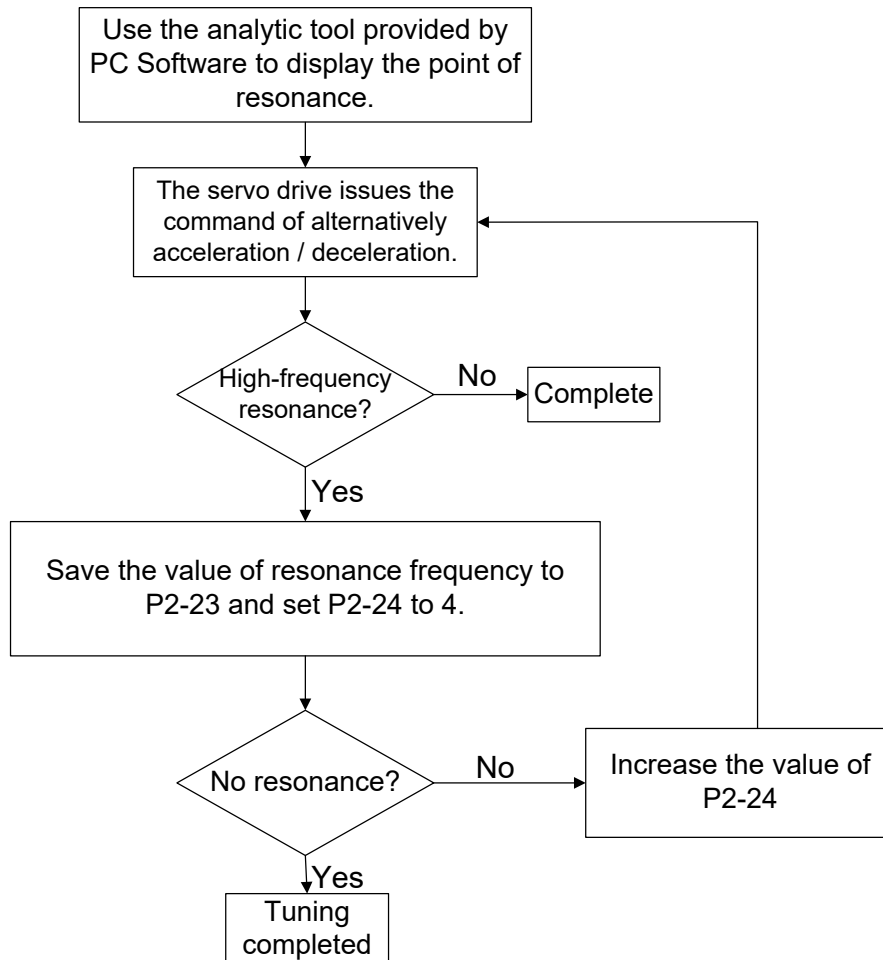 Use the analytic tool provided by
PC Software to display the point of
resonance.
The servo drive issues the
command of alternatively
acceleration / deceleration.
High-frequency
resonance?
No
Complete
Yes
Save the value of resonance frequency to
P2-23 and set P2-24 to 4.
No resonance?
No
Increase the value of
P2-24
Yes
Tuning
completed